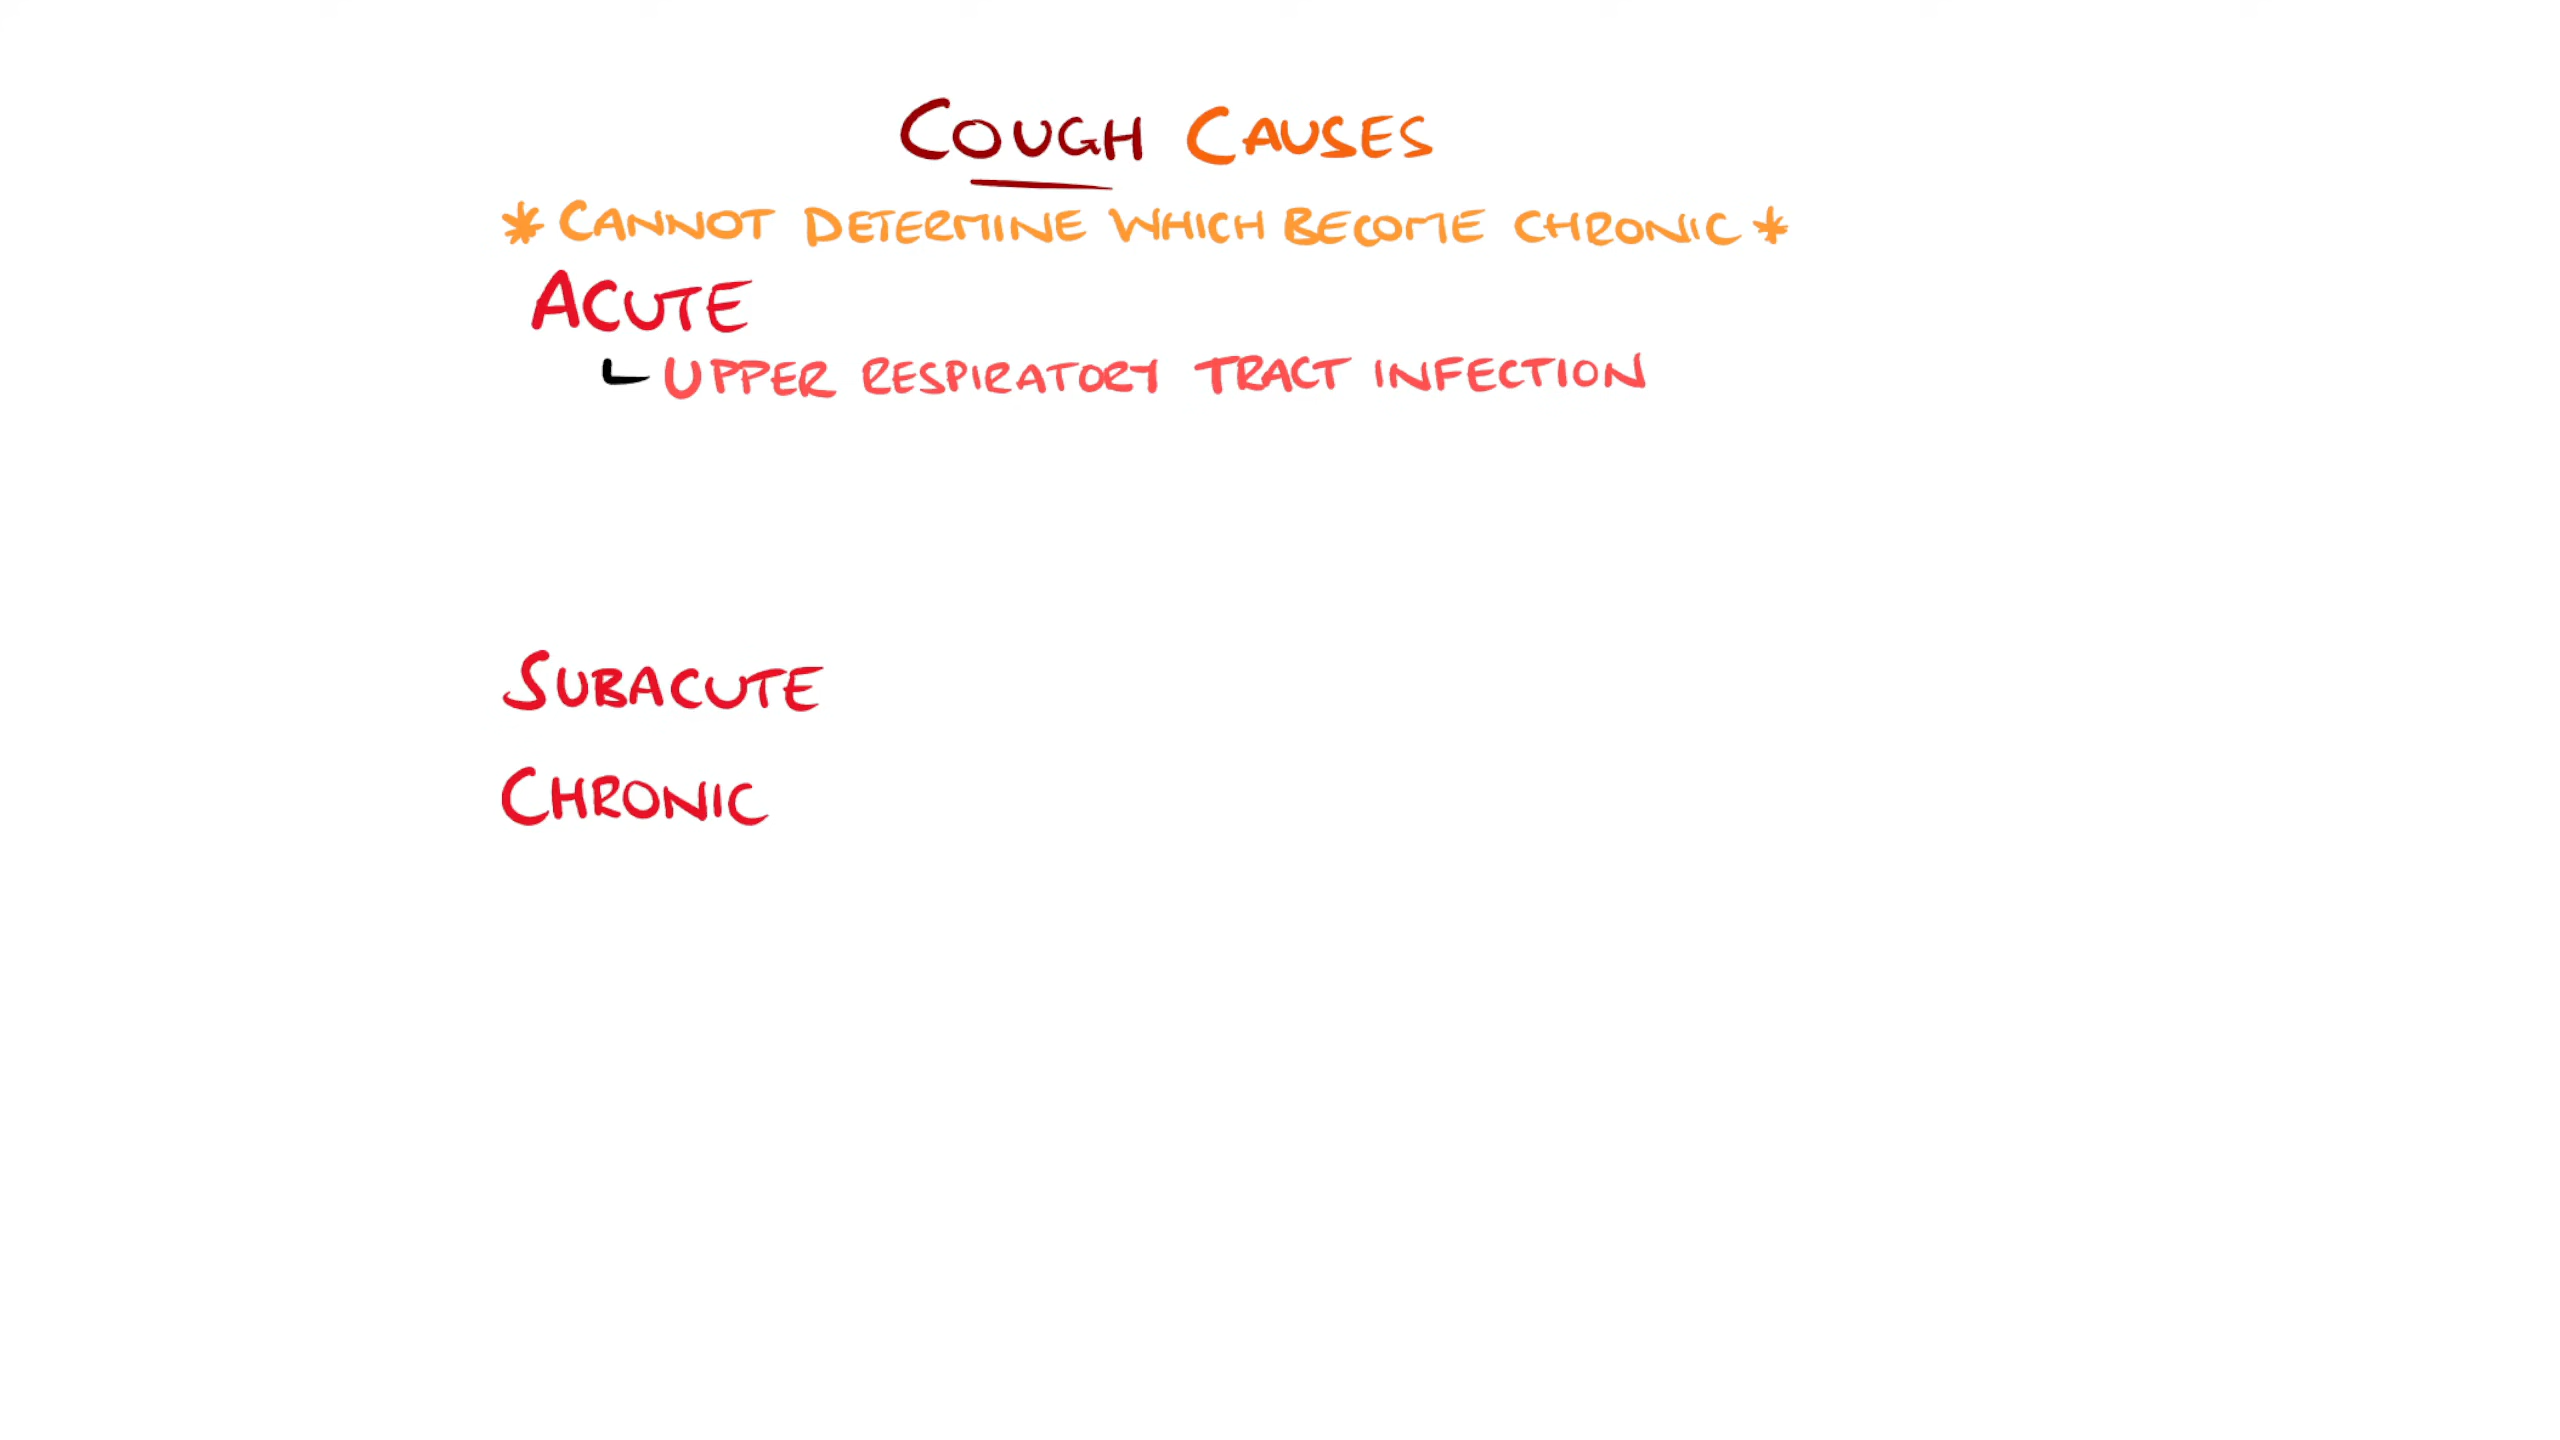 COUGH CAUSES
* CANNOT DETERMINE WHICH BECOME CHRONIC *
ACUTE
UPPER RESPIRATORY TRACT INFECTION
SUBACUTE
CHRONIC